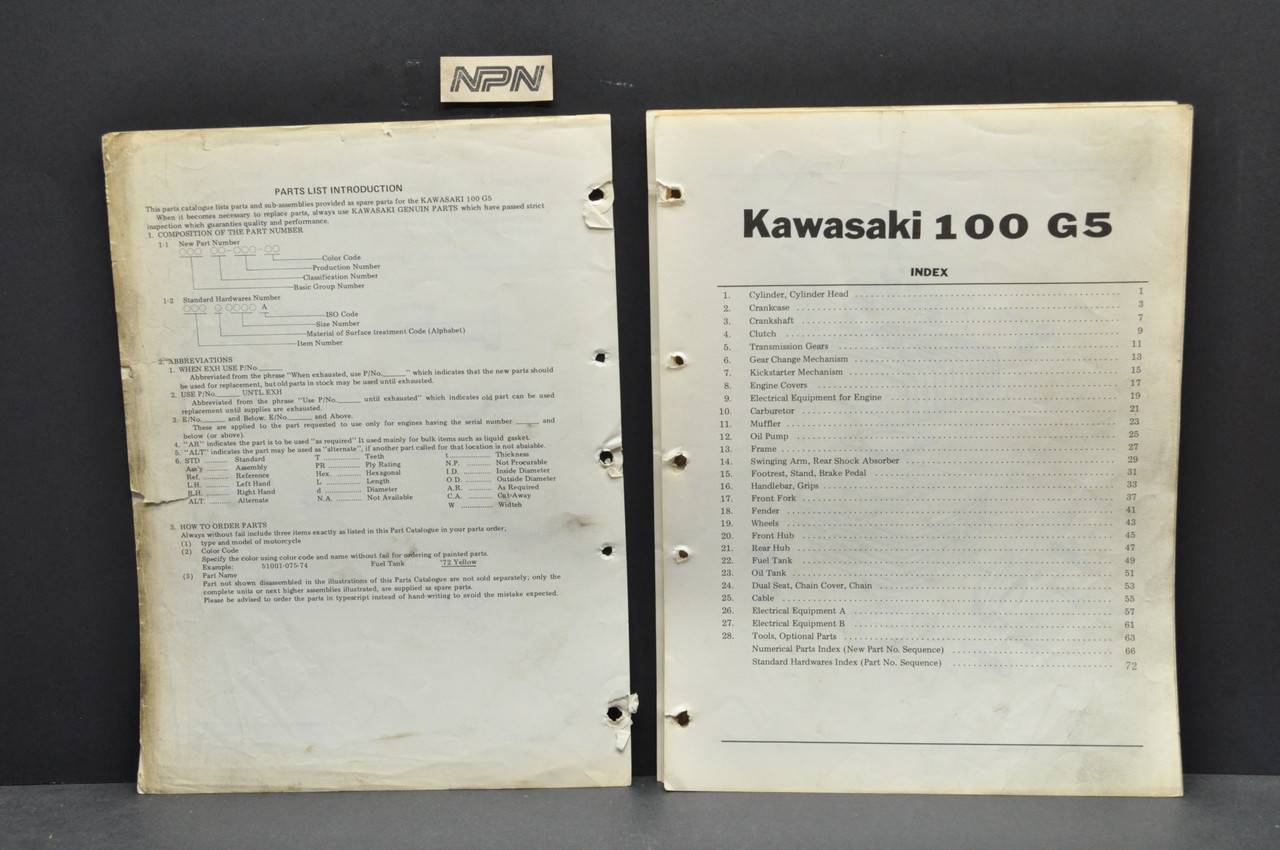 NPN
PARTS LIST INTRODUCTION
This parts catalogue lists parts and sub-assemblies provided as spare parts for the KAWASAKI 100 G5
When it becomes necessary to replace parts, always use KAWASAKI GENUIN PARTS which have passed strict
inspection which guaranties quality and performance.
1. COMPOSITION OF THE PART NUMBER
1-1 New Part Number
○○○ ○○-○○○-○○
Color Code
Production Number
Classification Number
Basic Group Number
1-2 Standard Hardwares Number
○○○ ○ ○○○○ A
ISO Code
Size Number
Material of Surface treatment Code (Alphabet)
Item Number
2. ABBREVIATIONS
1. WHEN EXH USE P/No.______
Abbreviated from the phrase "When exhausted, use P/No._____" which indicates that the new parts should
be used for replacement, but old parts in stock may be used until exhausted.
2. USE P/No._____ UNTL EXH
Abbreviated from the phrase "Use P/No._____ until exhausted" which indicates old part can be used
replacement until supplies are exhausted.
3. E/No._____ and Below, E/No._____ and Above.
These are applied to the part requested to use only for engines having the serial number _____ and
below (or above).
4. "AR" indicates the part is to be used "as required" It used mainly for bulk items such as liquid gasket.
5. "ALT" indicates the part may be used as "alternate", if another part called for that location is not abaiable.
6. STD ........ Standard T ............ Teeth t ............ Thickness
Ass'y ........ Assembly PR ............ Ply Rating N.P. .......... Not Procurable
Ref. .......... Reference Hex. .......... Hexagonal I.D. .......... Inside Diameter
L.H. .......... Left Hand L ............ Length O.D. .......... Outside Diameter
R.H. .......... Right Hand d ............ Diameter A.R. .......... As Required
ALT. .......... Alternate N.A. .......... Not Available C.A. .......... Cut-Away
W .............. Widteh
3. HOW TO ORDER PARTS
Always without fail include three items exactly as listed in this Part Catalogue in your parts order;
(1) type and model of motorcycle
(2) Color Code
Specify the color using color code and name without fail for ordering of painted parts.
Example: 51001-075-74 Fuel Tank '72 Yellow
(3) Part Name
Part not shown disassembled in the illustrations of this Parts Catalogue are not sold separately; only the
complete units or next higher assemblies illustrated, are supplied as spare parts.
Please be advised to order the parts in typescript instead of hand-writing to avoid the mistake expected.
Kawasaki 100 G5
INDEX
1. Cylinder, Cylinder Head 1
2. Crankcase 3
3. Crankshaft 7
4. Clutch 9
5. Transmission Gears 11
6. Gear Change Mechanism 13
7. Kickstarter Mechanism 15
8. Engine Covers 17
9. Electrical Equipment for Engine 19
10. Carburetor 21
11. Muffler 23
12. Oil Pump 25
13. Frame 27
14. Swinging Arm, Rear Shock Absorber 29
15. Footrest, Stand, Brake Pedal 31
16. Handlebar, Grips 33
17. Front Fork 37
18. Fender 41
19. Wheels 43
20. Front Hub 45
21. Rear Hub 47
22. Fuel Tank 49
23. Oil Tank 51
24. Dual Seat, Chain Cover, Chain 53
25. Cable 55
26. Electrical Equipment A 57
27. Electrical Equipment B 61
28. Tools, Optional Parts 63
Numerical Parts Index (New Part No. Sequence) 66
Standard Hardwares Index (Part No. Sequence) 72